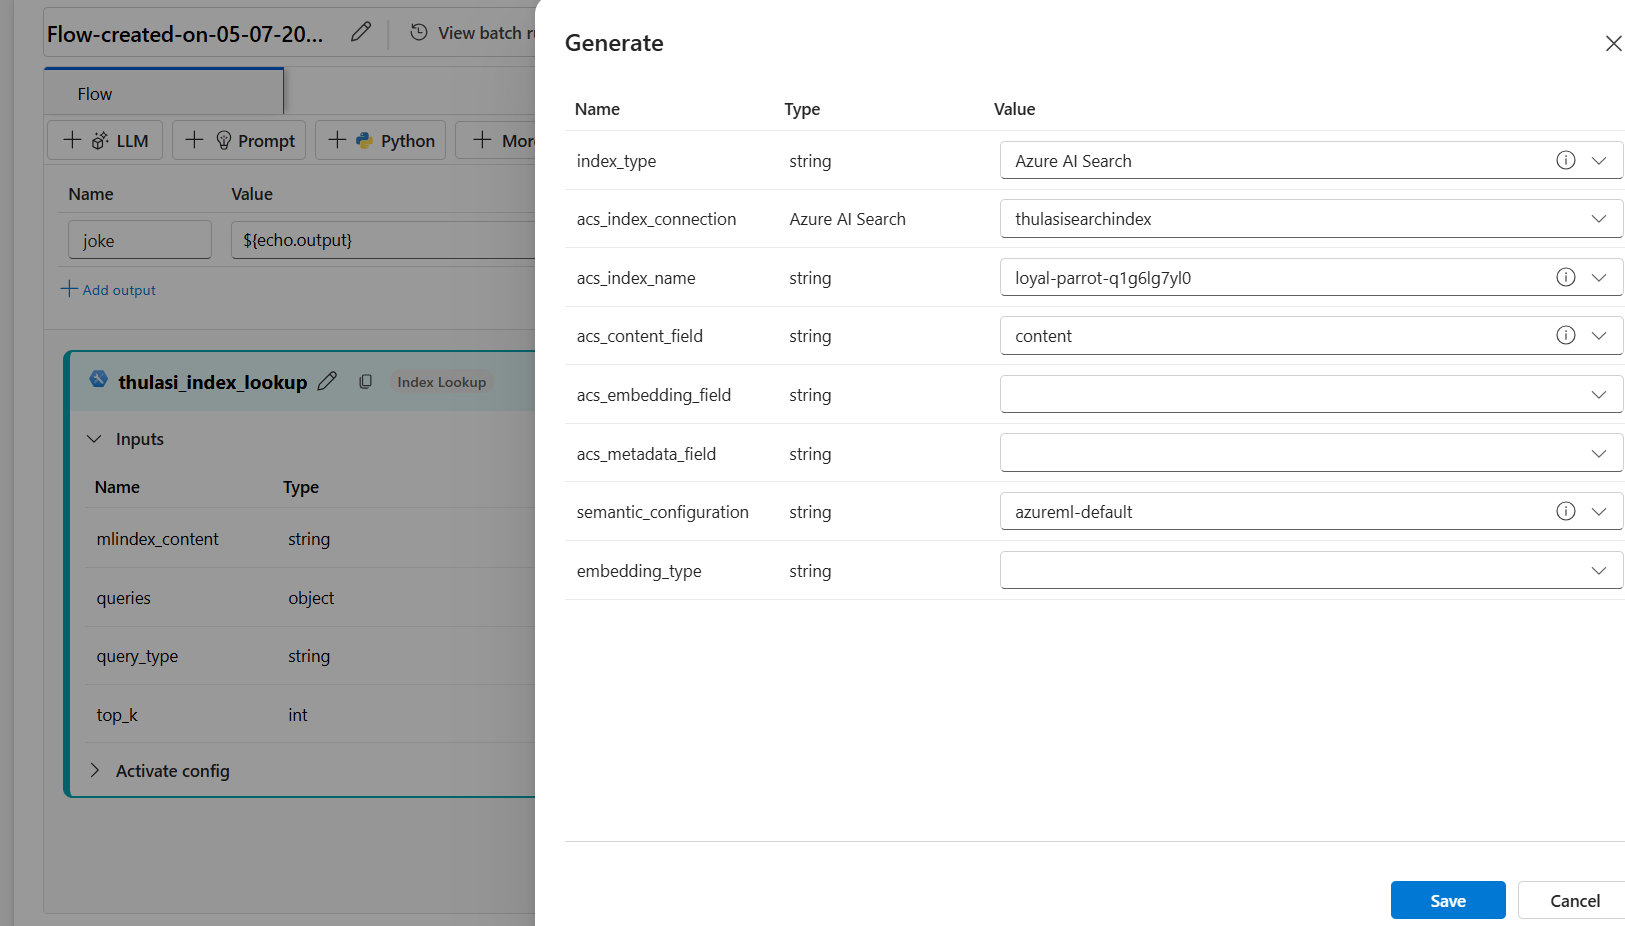 Flow-created-on-05-07-20...
View batch ru
Flow
LLM
Prompt
Python
More
Name Value
joke ${echo.output}
Add output
thulasi_index_lookup Index Lookup
Inputs
Name Type
mlindex_content string
queries object
query_type string
top_k int
Activate config
Generate
Name Type Value
index_type string Azure AI Search
acs_index_connection Azure AI Search thulasisearchindex
acs_index_name string loyal-parrot-q1g6lg7yl0
acs_content_field string content
acs_embedding_field string
acs_metadata_field string
semantic_configuration string azureml-default
embedding_type string
Save Cancel